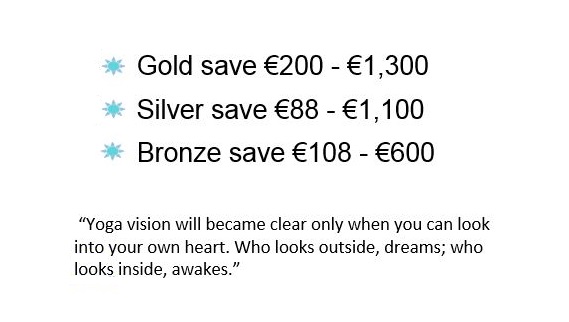 Gold save €200 - €1,300
Silver save €88 - €1,100
Bronze save €108 - €600
“Yoga vision will became clear only when you can look
into your own heart. Who looks outside, dreams; who
looks inside, awakes.”